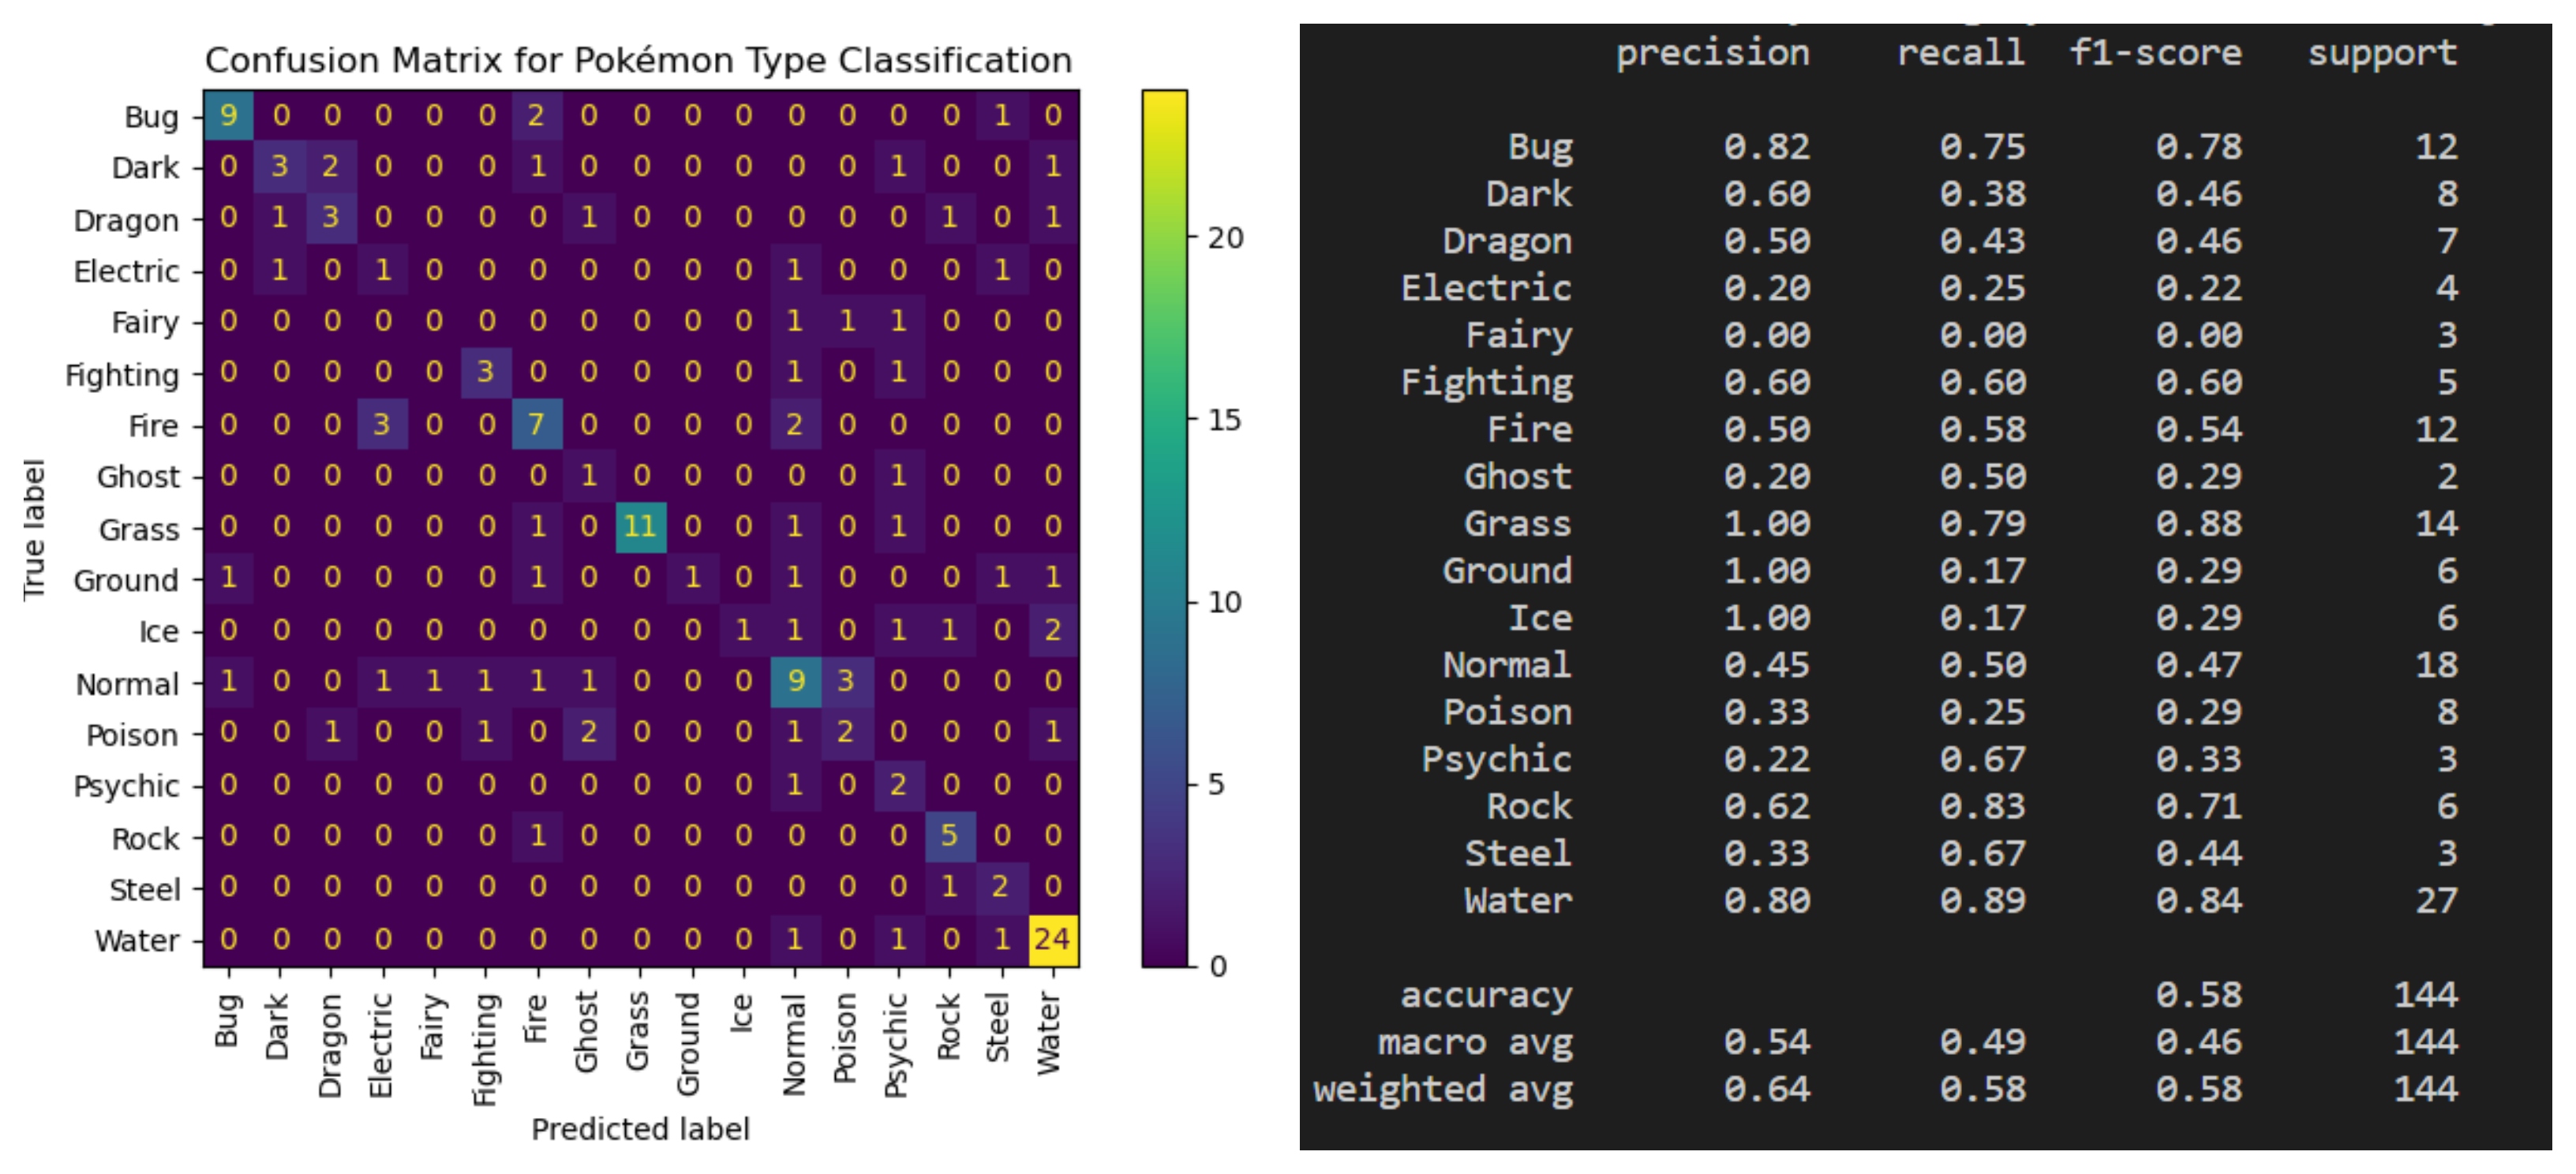 Confusion Matrix for Pokémon Type Classification
True label
Bug 9 0 0 0 0 0 2 0 0 0 0 0 0 0 0 1 0
Dark 0 3 2 0 0 0 1 0 0 0 0 0 0 1 0 0 1
Dragon 0 1 3 0 0 0 0 1 0 0 0 0 0 0 1 0 1
Electric 0 1 0 1 0 0 0 0 0 0 0 1 0 0 0 1 0
Fairy 0 0 0 0 0 0 0 0 0 0 0 1 1 1 0 0 0
Fighting 0 0 0 0 0 3 0 0 0 0 0 1 0 1 0 0 0
Fire 0 0 0 3 0 0 7 0 0 0 0 2 0 0 0 0 0
Ghost 0 0 0 0 0 0 0 1 0 0 0 0 0 1 0 0 0
Grass 0 0 0 0 0 0 1 0 11 0 0 1 0 1 0 0 0
Ground 1 0 0 0 0 0 1 0 0 1 0 1 0 0 0 1 1
Ice 0 0 0 0 0 0 0 0 0 0 1 1 0 1 1 0 2
Normal 1 0 0 1 1 1 1 1 0 0 0 9 3 0 0 0 0
Poison 0 0 1 0 0 1 0 2 0 0 0 1 2 0 0 0 1
Psychic 0 0 0 0 0 0 0 0 0 0 0 1 0 2 0 0 0
Rock 0 0 0 0 0 0 1 0 0 0 0 0 0 0 5 0 0
Steel 0 0 0 0 0 0 0 0 0 0 0 0 0 0 1 2 0
Water 0 0 0 0 0 0 0 0 0 0 0 1 0 1 0 1 24
Bug Dark Dragon Electric Fairy Fighting Fire Ghost Grass Ground Ice Normal Poison Psychic Rock Steel Water
Predicted label
20
15
10
5
0
precision recall f1-score support
Bug 0.82 0.75 0.78 12
Dark 0.60 0.38 0.46 8
Dragon 0.50 0.43 0.46 7
Electric 0.20 0.25 0.22 4
Fairy 0.00 0.00 0.00 3
Fighting 0.60 0.60 0.60 5
Fire 0.50 0.58 0.54 12
Ghost 0.20 0.50 0.29 2
Grass 1.00 0.79 0.88 14
Ground 1.00 0.17 0.29 6
Ice 1.00 0.17 0.29 6
Normal 0.45 0.50 0.47 18
Poison 0.33 0.25 0.29 8
Psychic 0.22 0.67 0.33 3
Rock 0.62 0.83 0.71 6
Steel 0.33 0.67 0.44 3
Water 0.80 0.89 0.84 27
accuracy 0.58 144
macro avg 0.54 0.49 0.46 144
weighted avg 0.64 0.58 0.58 144